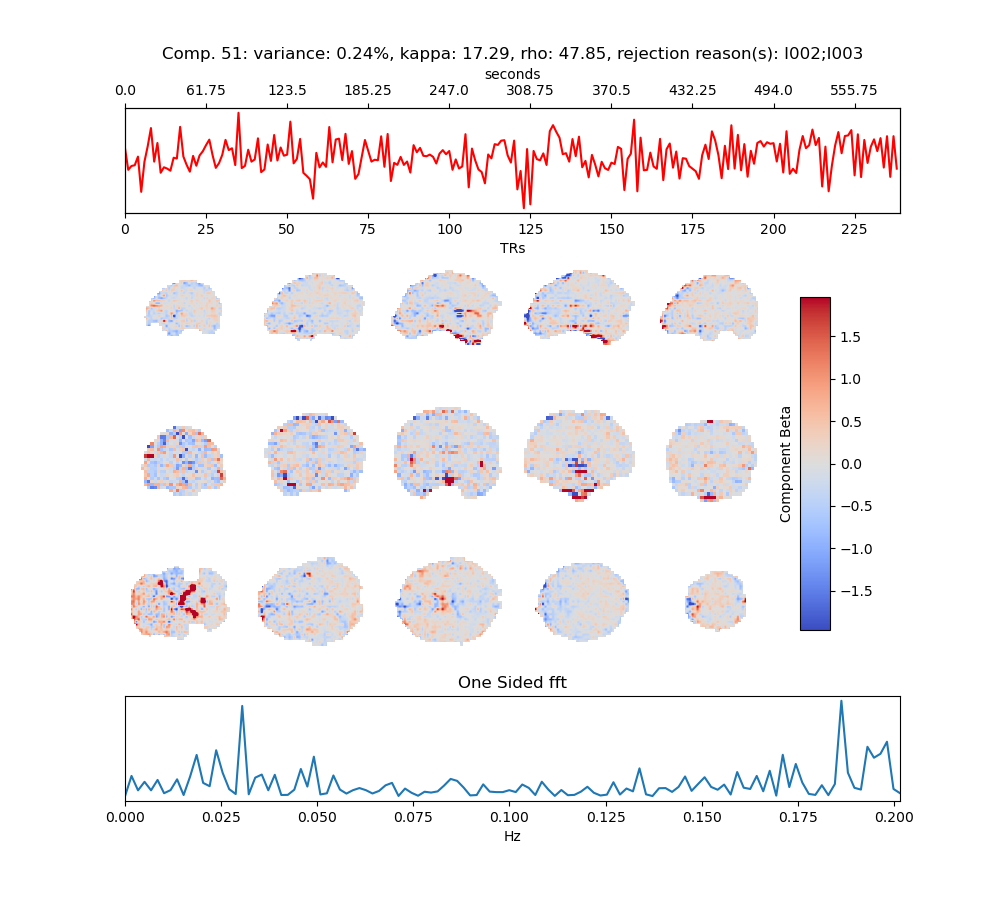 Comp. 51: variance: 0.24%, kappa: 17.29, rho: 47.85, rejection reason(s): I002;I003
seconds
0.0 61.75 123.5 185.25 247.0 308.75 370.5 432.25 494.0 555.75
0 25 50 75 100 125 150 175 200 225
TRs
1.5
1.0
0.5
0.0
−0.5
−1.0
−1.5
Component Beta
One Sided fft
0.000 0.025 0.050 0.075 0.100 0.125 0.150 0.175 0.200
Hz